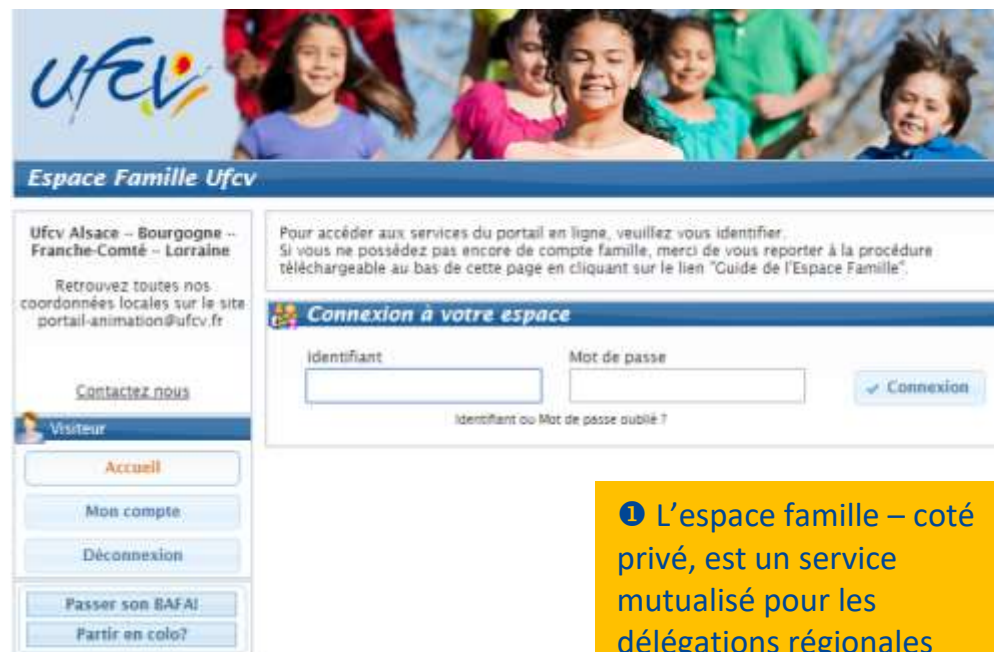 ufcv
Espace Famille Ufcv
Ufcv Alsace – Bourgogne –
Franche-Comté – Lorraine
Retrouvez toutes nos
coordonnées locales sur le site
portail-animation@ufcv.fr
Contactez nous
Visiteur
Accueil
Mon compte
Déconnexion
Passer son BAFA!
Partir en colo?
Pour accéder aux services du portail en ligne, veuillez vous identifier.
Si vous ne possédez pas encore de compte famille, merci de vous reporter à la procédure
téléchargeable au bas de cette page en cliquant sur le lien "Guide de l'Espace Famille".
Connexion à votre espace
Identifiant
Mot de passe
Connexion
Identifiant ou Mot de passe oublié ?
❶ L’espace famille – coté
privé, est un service
mutualisé pour les
délégations régionales